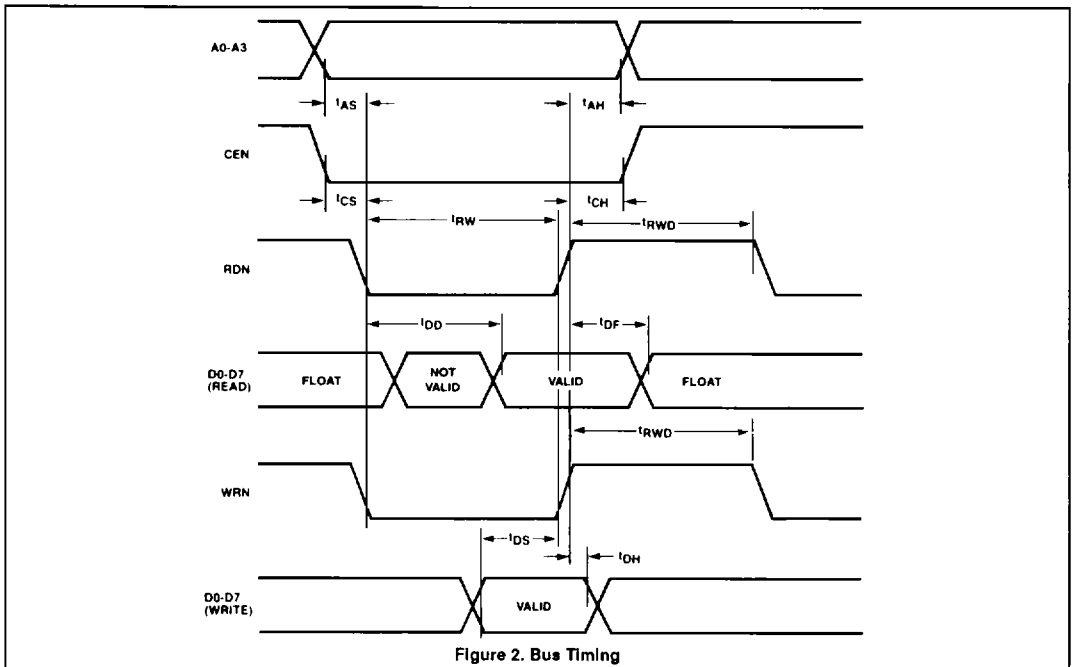 A0-A3
tAS
tAH
CEN
tCS
tCH
tRW
tRWD
RDN
tDD
tDF
D0-D7
(READ)
FLOAT
NOT
VALID
VALID
FLOAT
tRWD
WRN
tDS
tDH
D0-D7
(WRITE)
VALID
Figure 2. Bus Timing